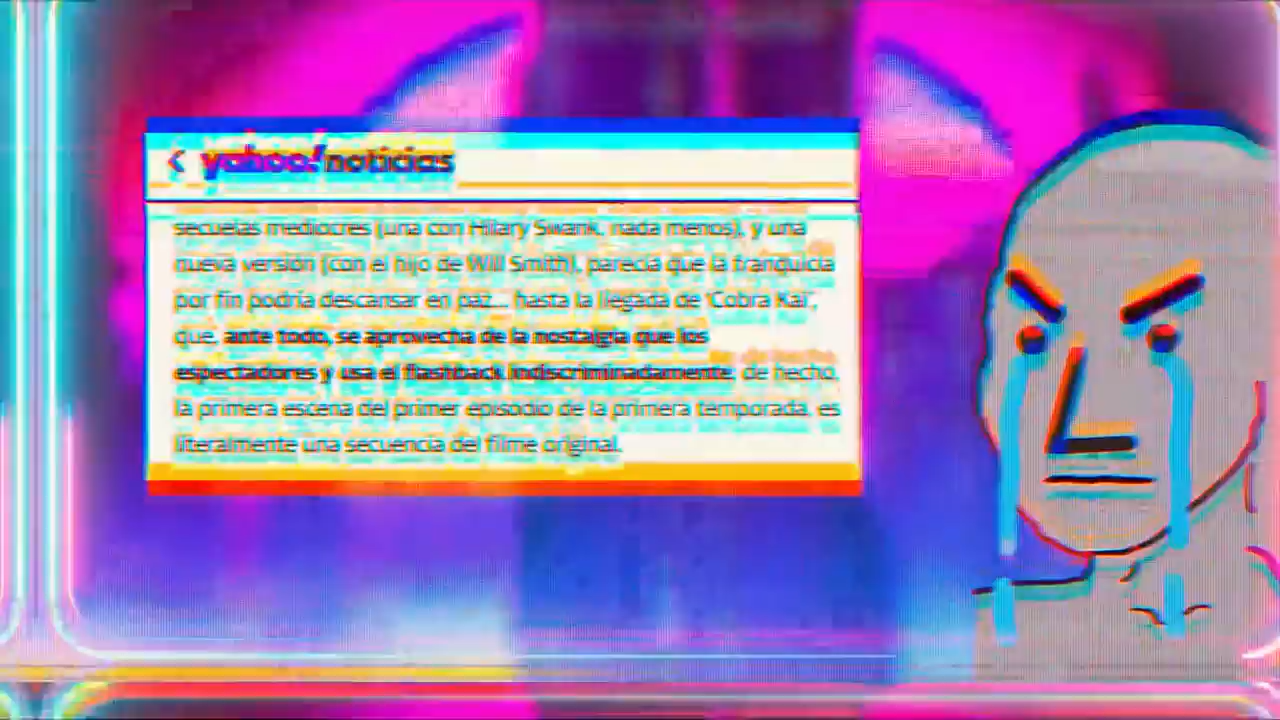 yahoo!noticias
secuelas mediocres (una con Hilary Swank, nada menos), y una
nueva versión (con el hijo de Will Smith), parecía que la franquicia
por fin podría descansar en paz... hasta la llegada de 'Cobra Kai',
que, ante todo, se aprovecha de la nostalgia que los
espectadores y usa el flashback indiscriminadamente; de hecho,
la primera escena del primer episodio de la primera temporada, es
literalmente una secuencia del filme original.